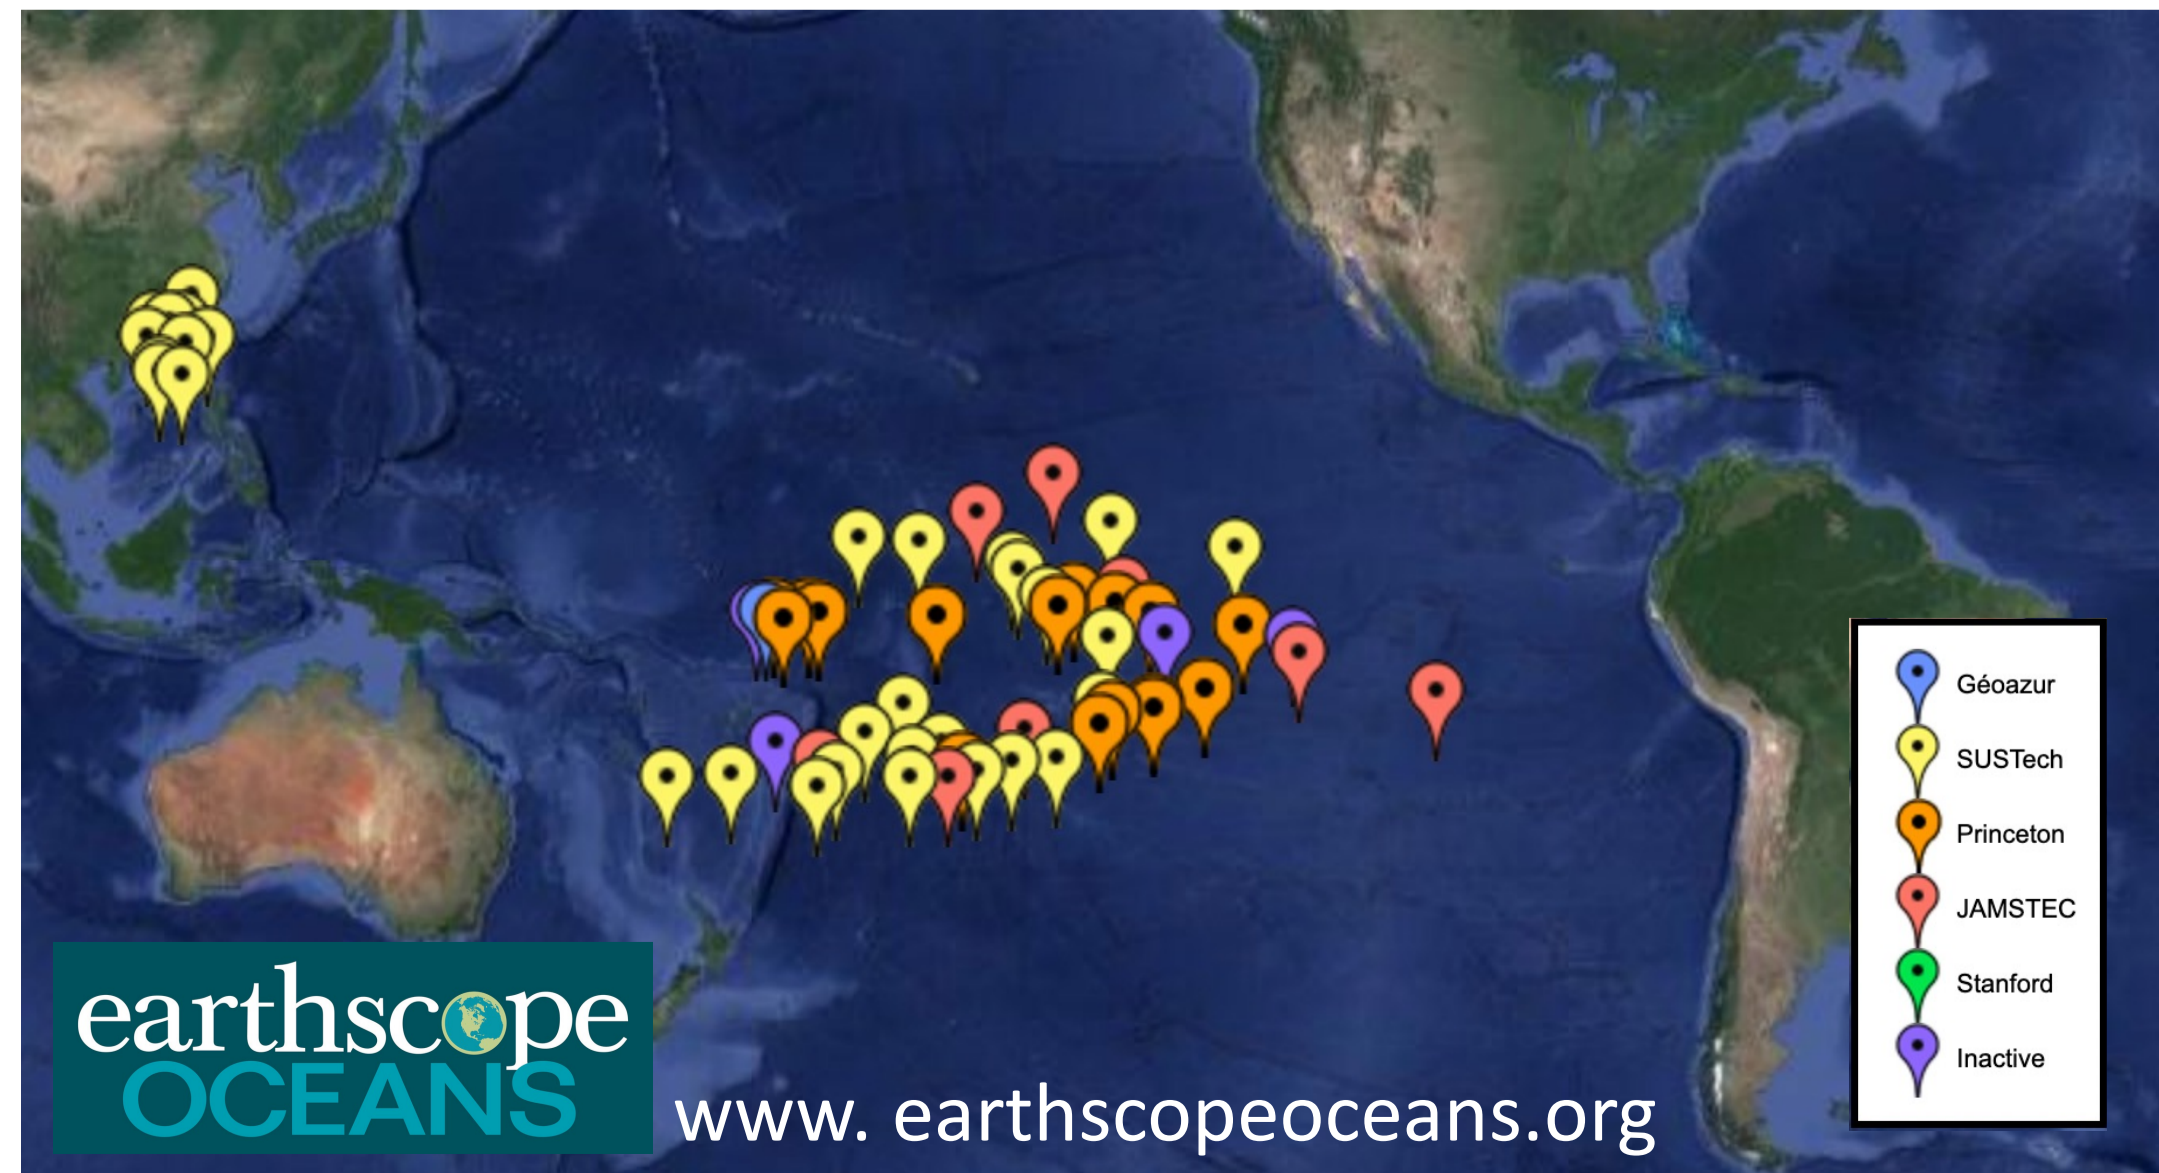 Géoazur
SUSTech
Princeton
JAMSTEC
Stanford
Inactive
earthscope
OCEANS
www. earthscopeoceans.org